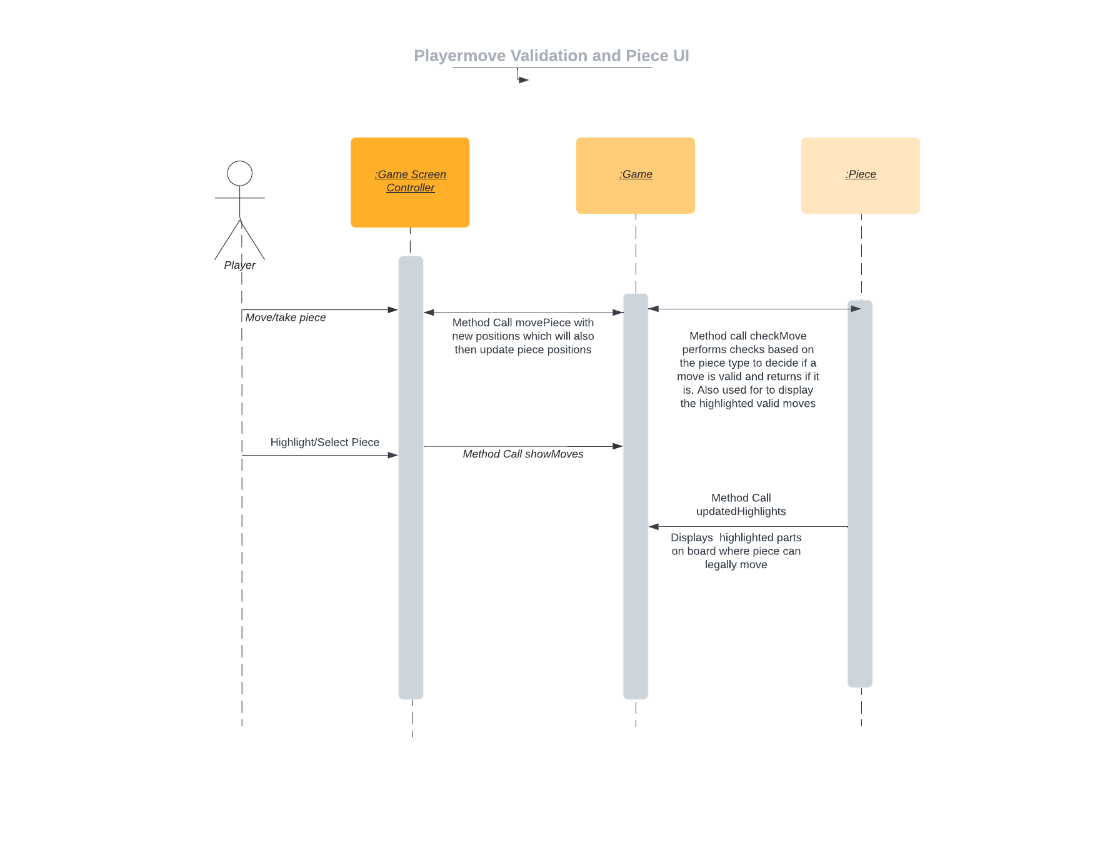 Playermove Validation and Piece UI
:Game Screen
Controller
:Game
:Piece
Player
Move/take piece
Method Call movePiece with
new positions which will also
then update piece positions
Method call checkMove
performs checks based on
the piece type to decide if a
move is valid and returns if it
is. Also used for to display
the highlighted valid moves
Highlight/Select Piece
Method Call showMoves
Method Call
updatedHighlights
Displays  highlighted parts
on board where piece can
legally move